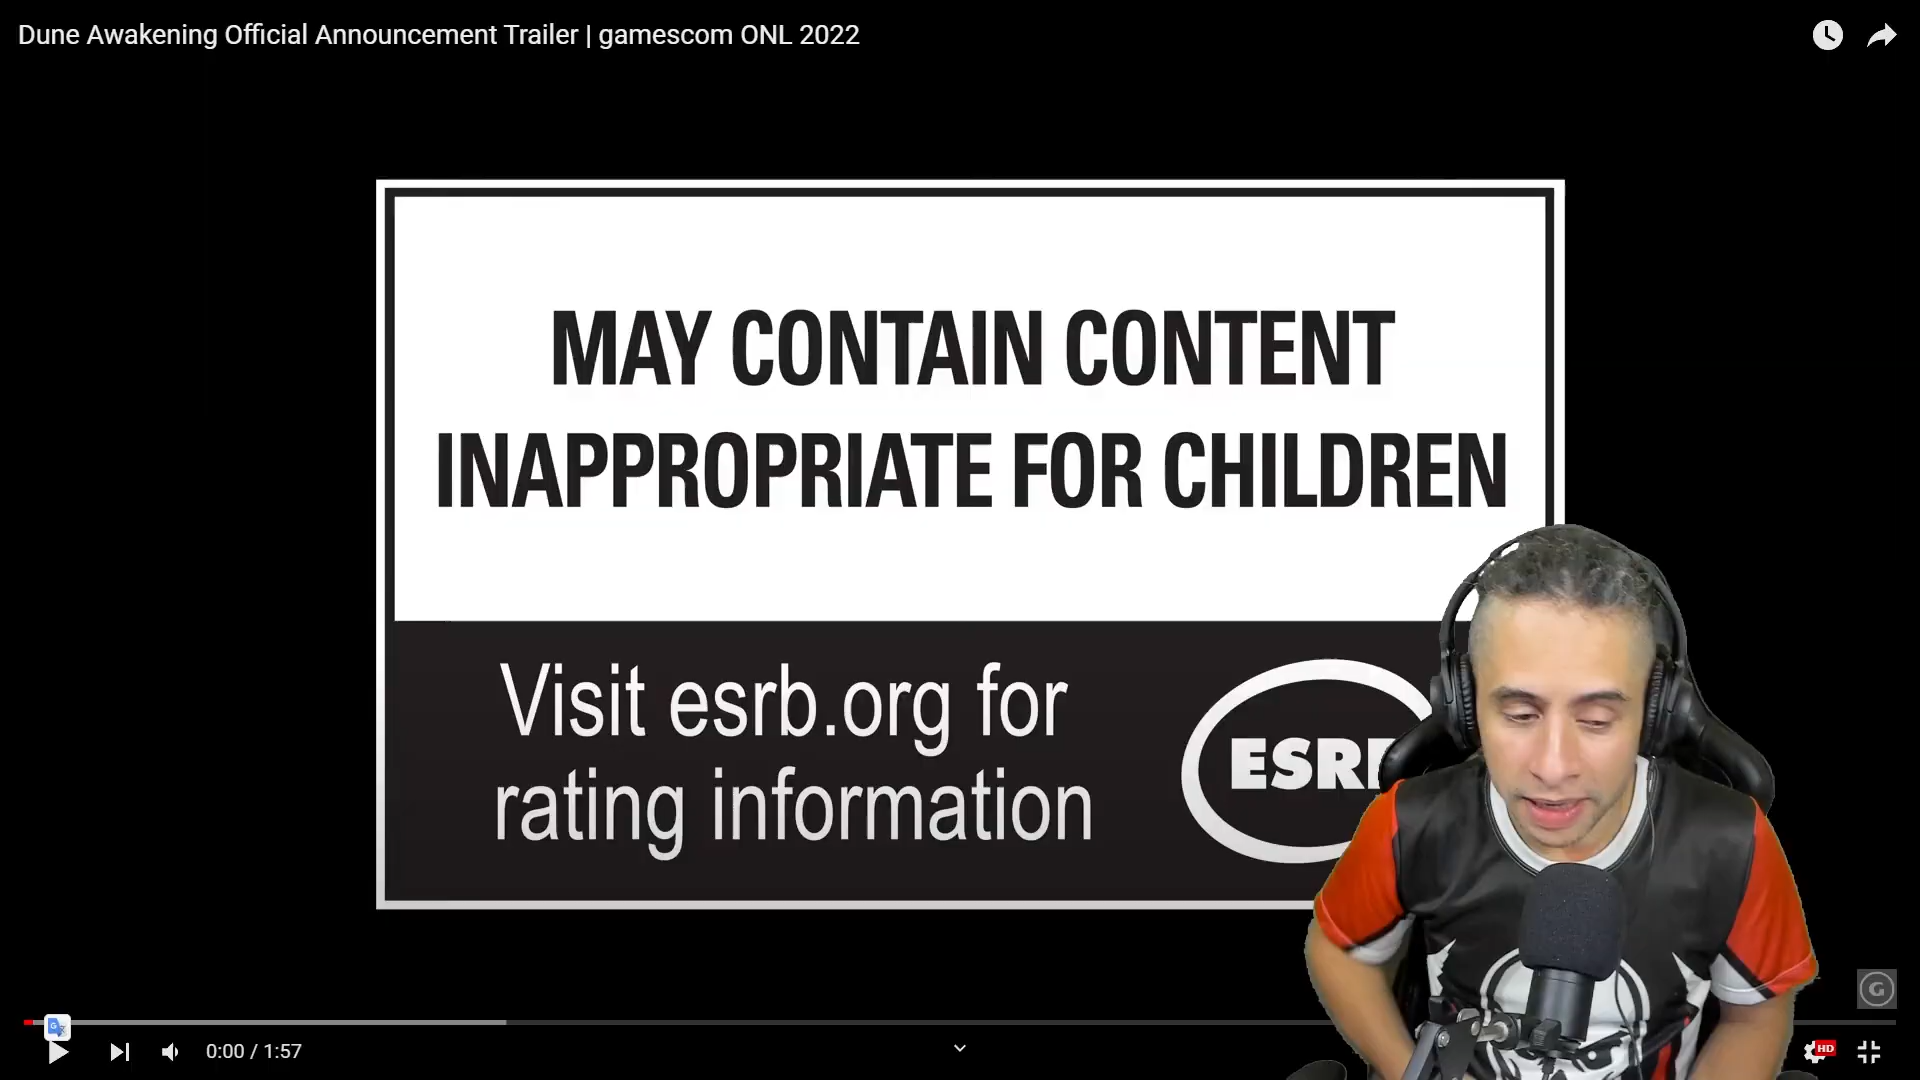 Dune Awakening Official Announcement Trailer | gamescom ONL 2022
MAY CONTAIN CONTENT
INAPPROPRIATE FOR CHILDREN
Visit esrb.org for
rating information
ESR
G
G
0:00 / 1:57
HD